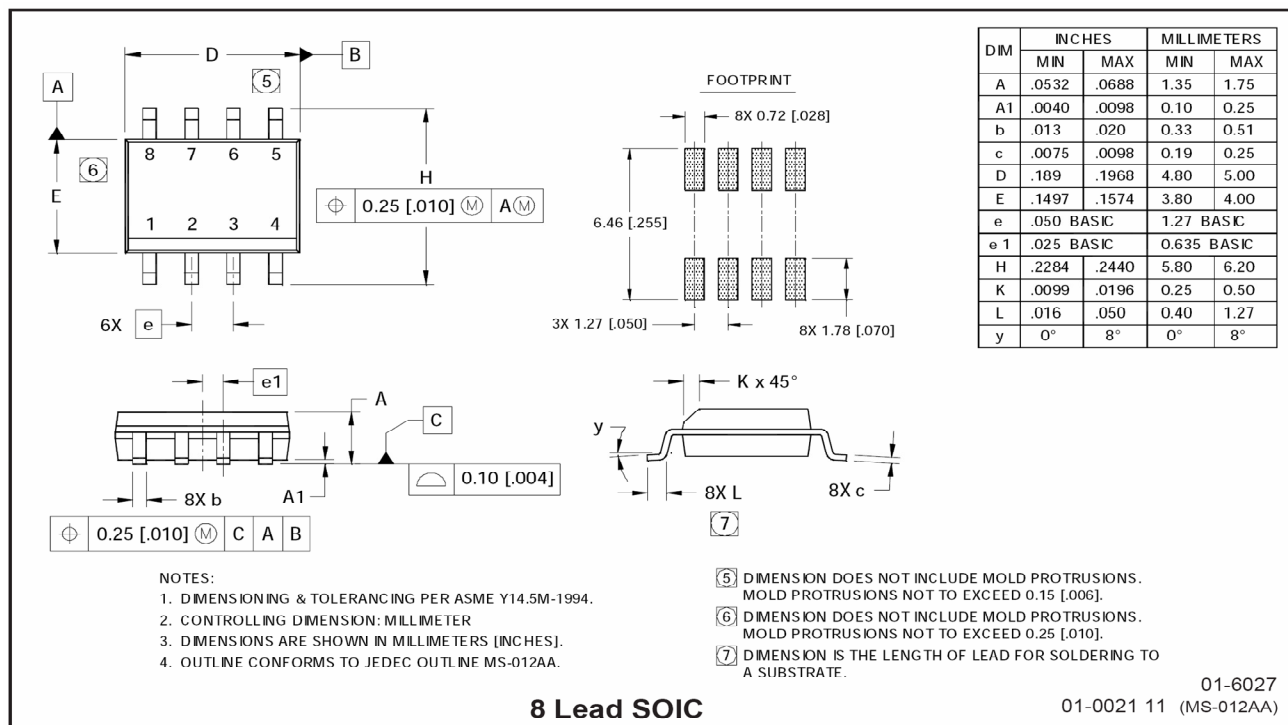 D
B
5
A
8 7 6 5
6
E
H
⌖ 0.25 [.010] Ⓜ A Ⓜ
1 2 3 4
6X e
FOOTPRINT
8X 0.72 [.028]
6.46 [.255]
3X 1.27 [.050]
8X 1.78 [.070]
DIM INCHES MILLIMETERS
MIN MAX MIN MAX
A .0532 .0688 1.35 1.75
A1 .0040 .0098 0.10 0.25
b .013 .020 0.33 0.51
c .0075 .0098 0.19 0.25
D .189 .1968 4.80 5.00
E .1497 .1574 3.80 4.00
e .050 BASIC 1.27 BASIC
e 1 .025 BASIC 0.635 BASIC
H .2284 .2440 5.80 6.20
K .0099 .0196 0.25 0.50
L .016 .050 0.40 1.27
y 0° 8° 0° 8°
e1
A
C
0.10 [.004]
A1
8X b
⌖ 0.25 [.010] Ⓜ C A B
K x 45°
y
8X L
7
8X c
NOTES:
1. DIMENSIONING & TOLERANCING PER ASME Y14.5M-1994.
2. CONTROLLING DIMENSION: MILLIMETER
3. DIMENSIONS ARE SHOWN IN MILLIMETERS [INCHES].
4. OUTLINE CONFORMS TO JEDEC OUTLINE MS-012AA.
5 DIMENSION DOES NOT INCLUDE MOLD PROTRUSIONS.
MOLD PROTRUSIONS NOT TO EXCEED 0.15 [.006].
6 DIMENSION DOES NOT INCLUDE MOLD PROTRUSIONS.
MOLD PROTRUSIONS NOT TO EXCEED 0.25 [.010].
7 DIMENSION IS THE LENGTH OF LEAD FOR SOLDERING TO
A SUBSTRATE.
8 Lead SOIC
01-6027
01-0021 11 (MS-012AA)